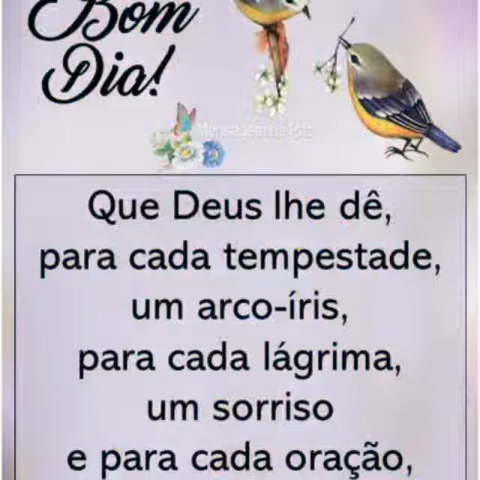 Bom
Dia!
Que Deus lhe dê,
para cada tempestade,
um arco-íris,
para cada lágrima,
um sorriso
e para cada oração,